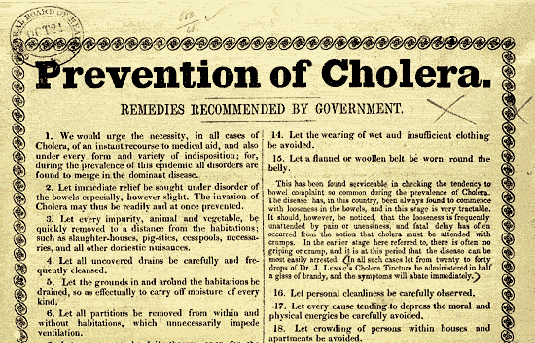 GENERAL BOARD OF HEALTH
OCT 21
Prevention of Cholera.
REMEDIES RECOMMENDED BY GOVERNMENT.
1. We would urge the necessity, in all cases of
Cholera, of an instant recourse to medical aid, and also
under every form and variety of indisposition; for,
during the prevalence of this epidemic all disorders are
found to merge in the dominant disease.
2. Let immediate relief be sought under disorder of
the bowels especially, however slight. The invasion of
Cholera may thus be readily and at once prevented.
3. Let every impurity, animal and vegetable, be
quickly removed to a distance from the habitations;
such as slaughter-houses, pig-sties, cesspools, necessa-
ries, and all other domestic nuisances.
4 Let all uncovered drains be carefully and fre-
quently cleansed.
5. Let the grounds in and around the habitations be
drained, so as effectually to carry off moisture of every
kind.
6. Let all partitions be removed from within and
without habitations, which unnecessarily impede
ventilation.
14. Let the wearing of wet and insufficient clothing
be avoided.
15. Let a flannel or woollen belt be worn round the
belly.
This has been found serviceable in checking the tendency to
bowel complaint so common during the prevalence of Cholera.
The disease has, in this country, been always found to commence
with looseness in the bowels, and in this stage is very tractable.
It should, however, be noticed, that the looseness is frequently
unattended by pain or uneasiness, and fatal delay has often
occurred from the notion that cholera must be attended with
cramps. In the earlier stage here referred to, there is often no
griping or cramp, and it is at this period that the disease can be
most easily arrested. (In all such cases let from twenty to forty
drops of Dr. J. Cholera Tincture be administered in half
a glass of brandy, and the symptoms will abate immediately.)
16. Let personal cleanliness be carefully observed.
17. Let every cause tending to depress the moral and
physical energies be carefully avoided.
18. Let crowding of persons within houses and
apartments be avoided.